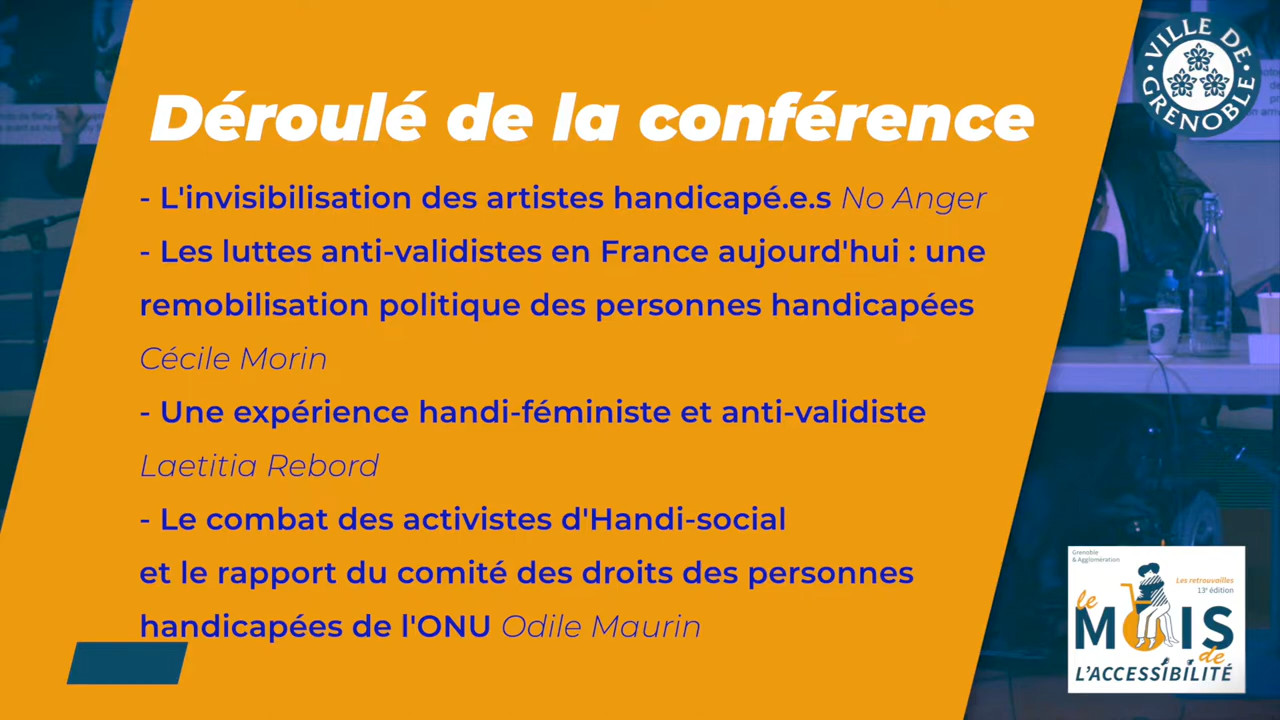 Déroulé de la conférence
- L'invisibilisation des artistes handicapé.e.s No Anger
- Les luttes anti-validistes en France aujourd'hui : une
remobilisation politique des personnes handicapées
Cécile Morin
- Une expérience handi-féministe et anti-validiste
Laetitia Rebord
- Le combat des activistes d'Handi-social
et le rapport du comité des droits des personnes
handicapées de l'ONU Odile Maurin
VILLE DE
GRENOBLE
Grenoble
& Agglomération
Les retrouvailles
13e édition
le
MOIS
de
L'ACCESSIBILITÉ